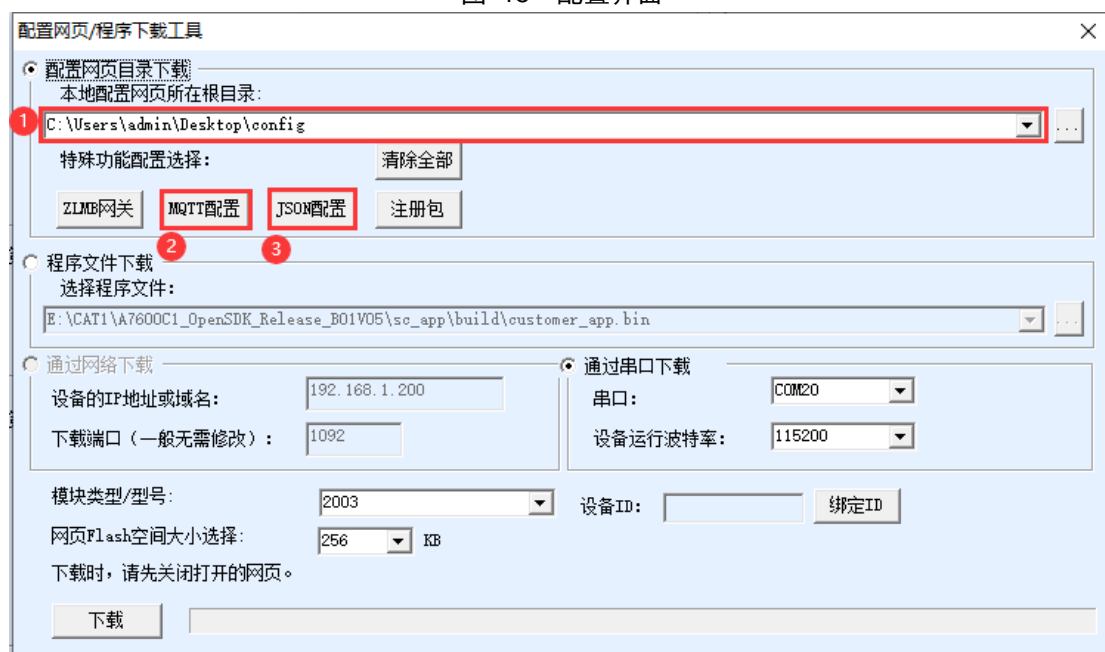 配置网页/程序下载工具
配置网页目录下载
本地配置网页所在根目录:
1 C:\Users\admin\Desktop\config ...
特殊功能配置选择: 清除全部
ZLMB网关 MQTT配置 JSON配置 注册包
2 3
程序文件下载
选择程序文件:
E:\CAT1\A7600C1_OpenSDK_Release_B01V05\sc_app\build\customer_app.bin ...
通过网络下载 通过串口下载
设备的IP地址或域名: 192.168.1.200 串口: COM20
下载端口（一般无需修改）: 1092 设备运行波特率: 115200
模块类型/型号: 2003 设备ID: 绑定ID
网页Flash空间大小选择: 256 KB
下载时，请先关闭打开的网页。
下载